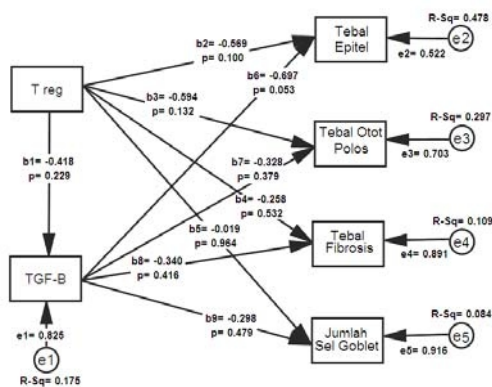 R-Sq= 0.478
b2= -0.569
p= 0.100
b6= -0.697
p= 0.053
Tebal
Epitel
e2
e2= 0.522
T reg
b3= -0.594
p= 0.132
R-Sq= 0.297
Tebal Otot
Polos
e3
e3= 0.703
b7= -0.328
p= 0.379
b1= -0.418
p= 0.229
b4= -0.258
p= 0.532
R-Sq= 0.109
b5= -0.019
p= 0.964
Tebal
Fibrosis
e4
e4= 0.891
b8= -0.340
p= 0.416
TGF-B
b9= -0.298
p= 0.479
R-Sq= 0.084
Jumlah
Sel Goblet
e5
e5= 0.916
e1= 0.825
e1
R-Sq= 0.175